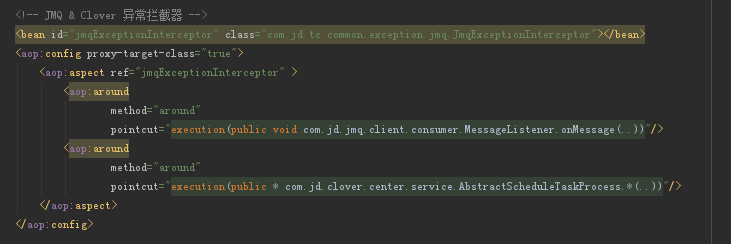 <!-- JMQ & Clover 异常拦截器 -->
<bean id="jmqExceptionInterceptor" class="com.jd.tc.common.exception.jmq.JmqExceptionInterceptor"></bean>
<aop:config proxy-target-class="true">
<aop:aspect ref="jmqExceptionInterceptor" >
<aop:around
method="around"
pointcut="execution(public void com.jd.jmq.client.consumer.MessageListener.onMessage(..))"/>
<aop:around
method="around"
pointcut="execution(public * com.jd.clover.center.service.AbstractScheduleTaskProcess.*(..))"/>
</aop:aspect>
</aop:config>